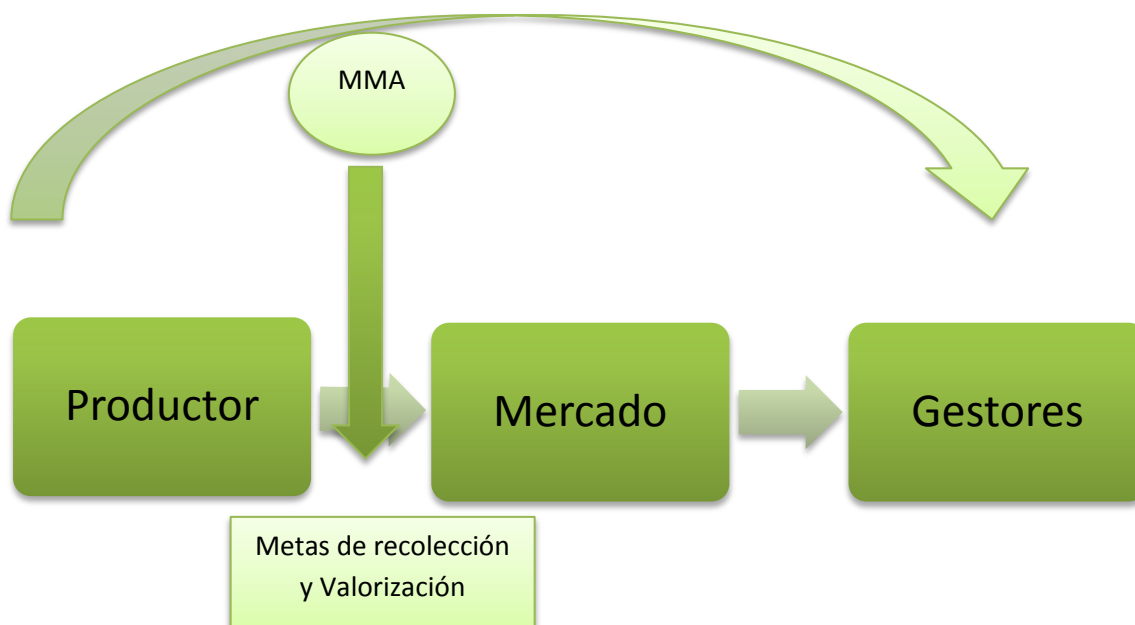 MMA
Productor
Mercado
Gestores
Metas de recolección
y Valorización